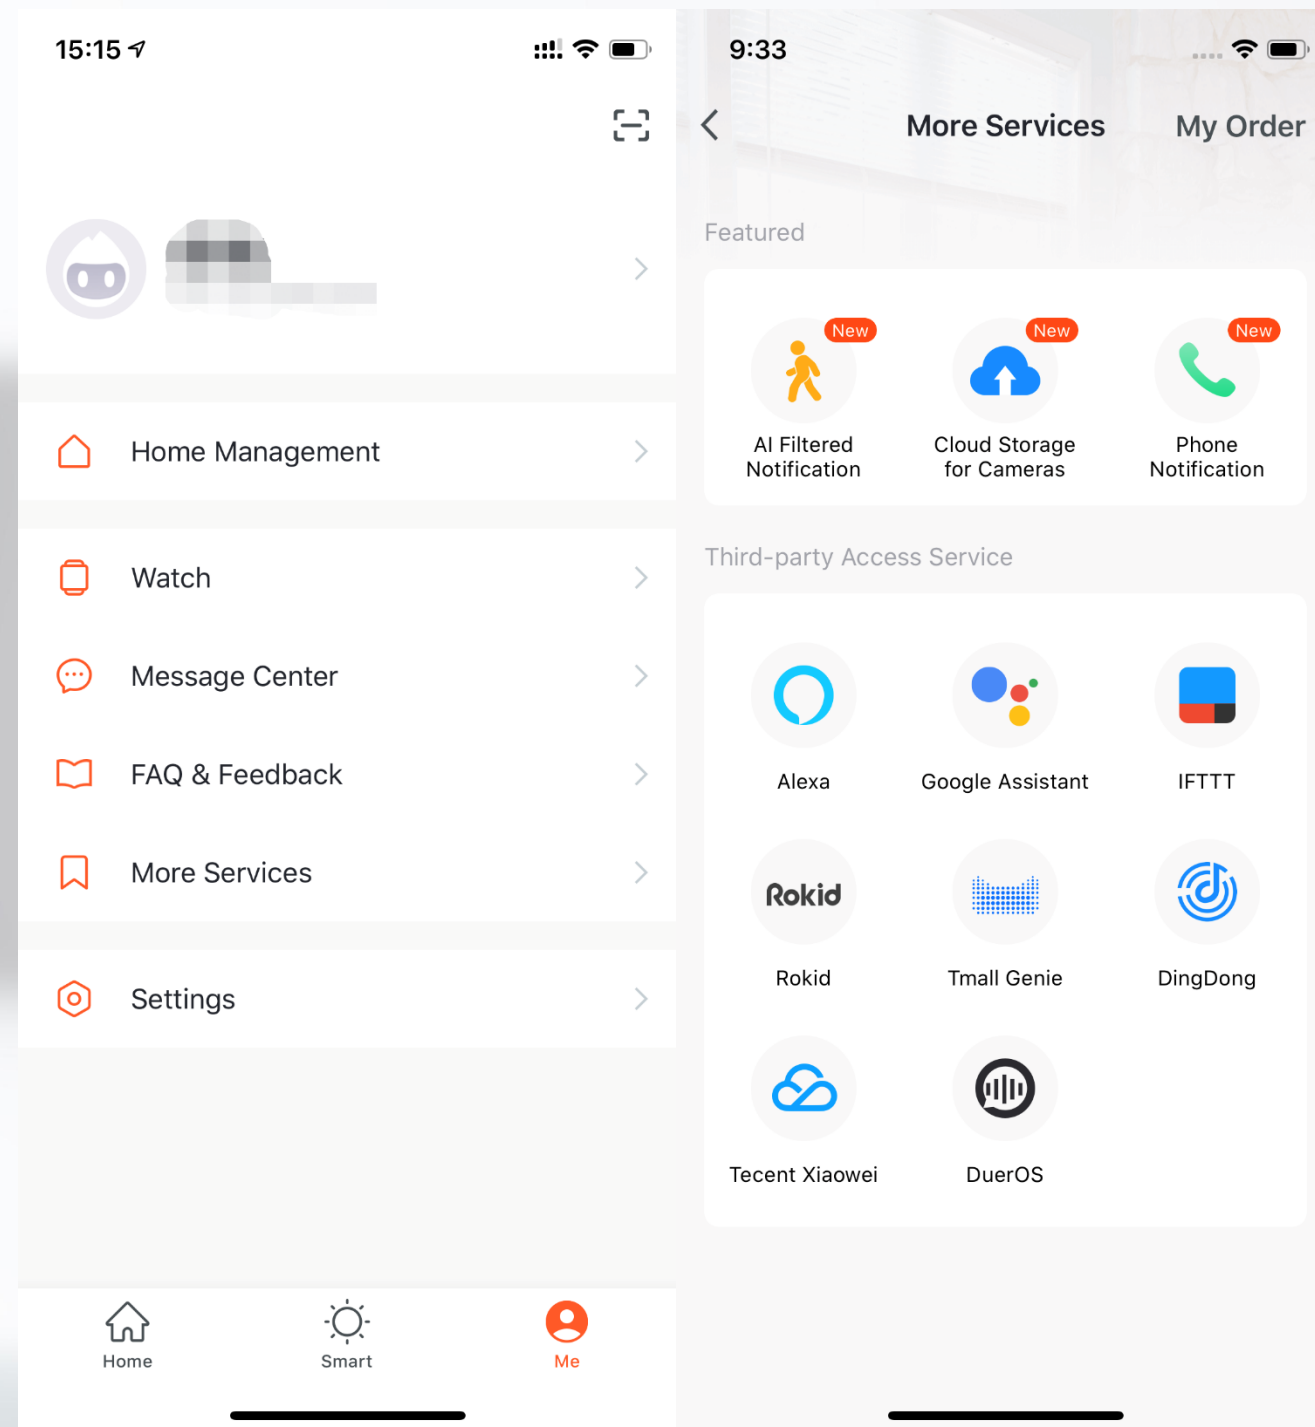 15:15
Home Management
Watch
Message Center
FAQ & Feedback
More Services
Settings
Home
Smart
Me
9:33
More Services
My Order
Featured
New
New
New
AI Filtered
Notification
Cloud Storage
for Cameras
Phone
Notification
Third-party Access Service
Alexa
Google Assistant
IFTTT
Rokid
Rokid
Tmall Genie
DingDong
Tecent Xiaowei
DuerOS